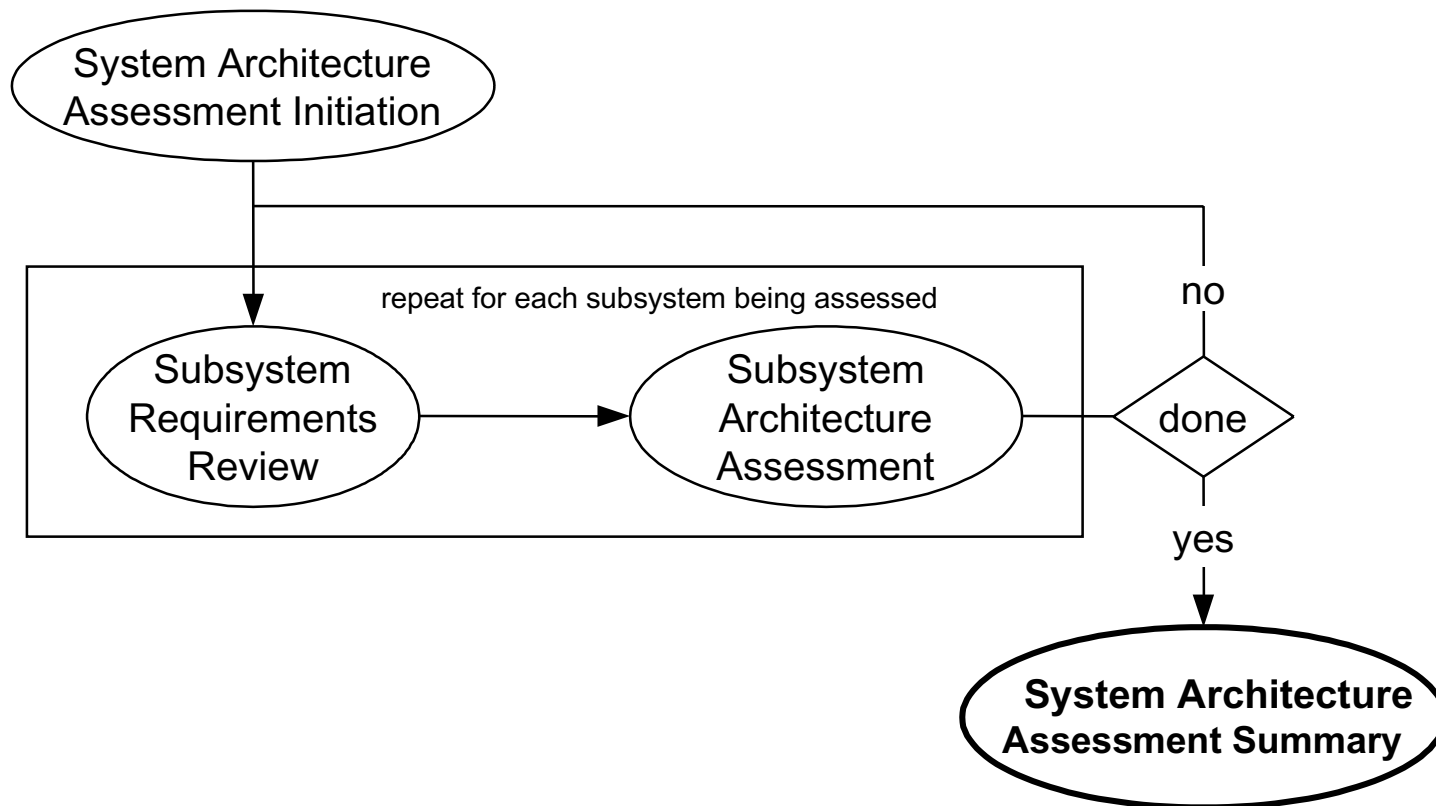 System Architecture
Assessment Initiation
repeat for each subsystem being assessed
no
Subsystem
Requirements
Review
Subsystem
Architecture
Assessment
done
yes
System Architecture
Assessment Summary